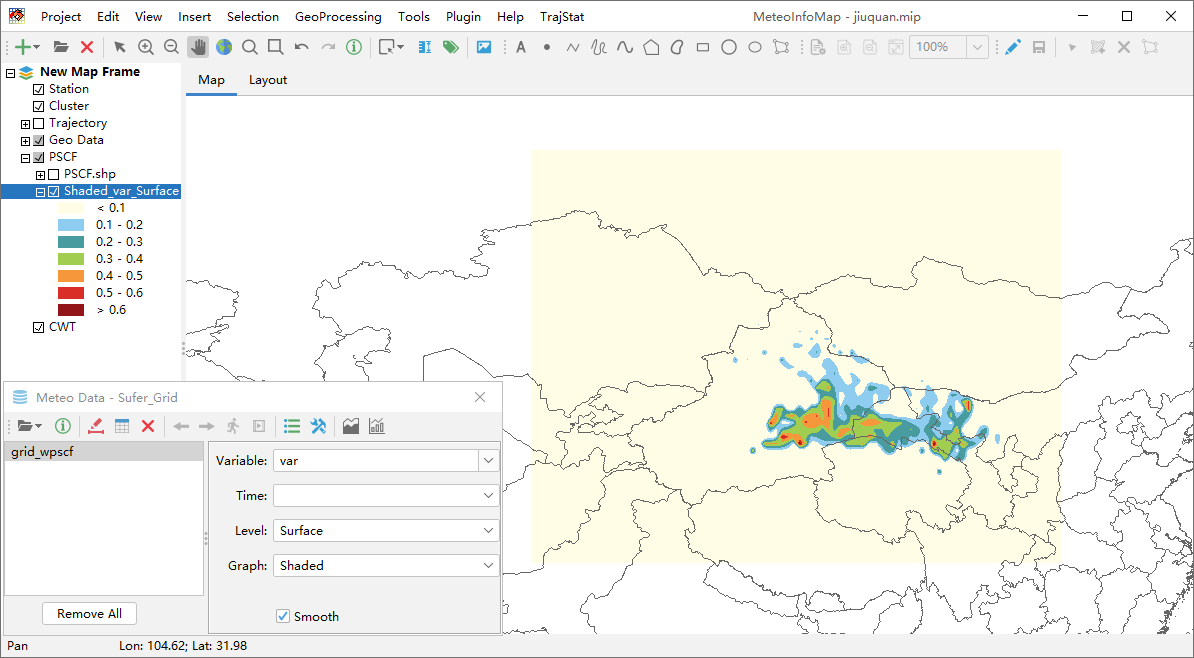 Project Edit View Insert Selection GeoProcessing Tools Plugin Help TrajStat MeteoInfoMap - jiuquan.mip
A 100%
New Map Frame
Map Layout
Station
Cluster
Trajectory
Geo Data
PSCF
PSCF.shp
Shaded_var_Surface
< 0.1
0.1 - 0.2
0.2 - 0.3
0.3 - 0.4
0.4 - 0.5
0.5 - 0.6
> 0.6
CWT
Meteo Data - Sufer_Grid
grid_wpscf
Variable: var
Time:
Level: Surface
Graph: Shaded
Remove All
Smooth
Pan Lon: 104.62; Lat: 31.98